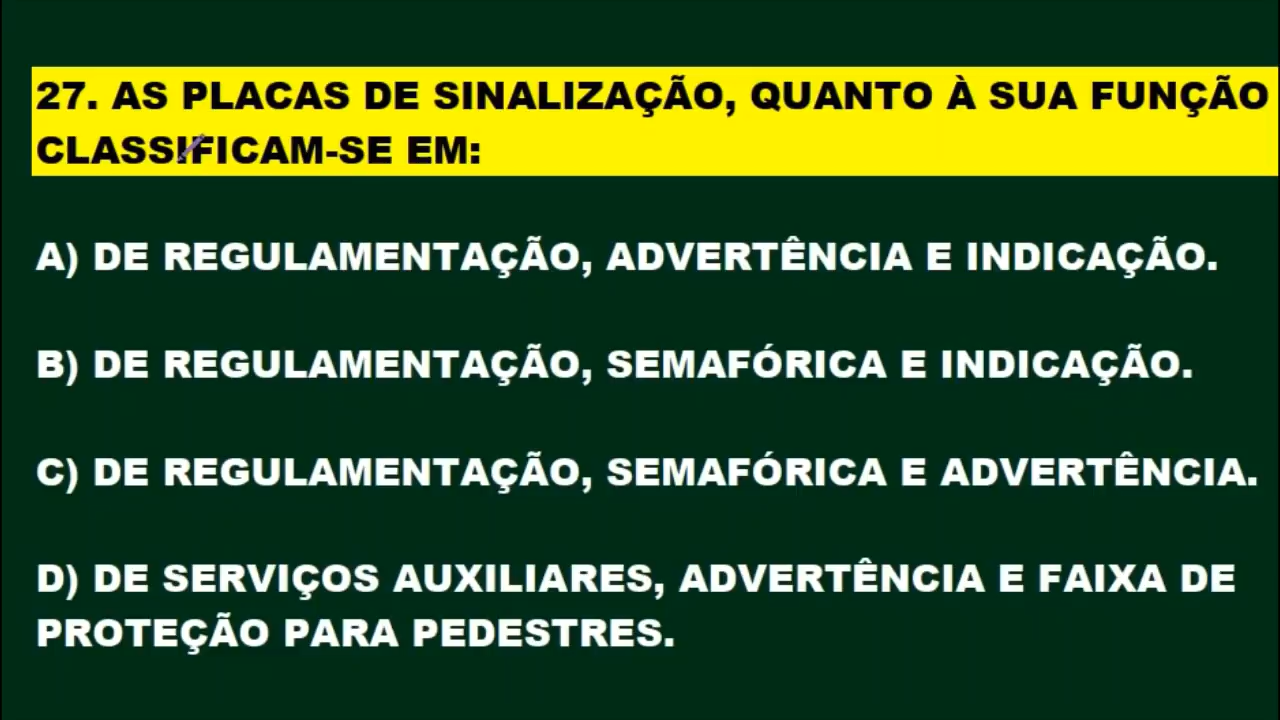 27. AS PLACAS DE SINALIZAÇÃO, QUANTO À SUA FUNÇÃO
CLASSIFICAM-SE EM:
A) DE REGULAMENTAÇÃO, ADVERTÊNCIA E INDICAÇÃO.
B) DE REGULAMENTAÇÃO, SEMAFÓRICA E INDICAÇÃO.
C) DE REGULAMENTAÇÃO, SEMAFÓRICA E ADVERTÊNCIA.
D) DE SERVIÇOS AUXILIARES, ADVERTÊNCIA E FAIXA DE
PROTEÇÃO PARA PEDESTRES.